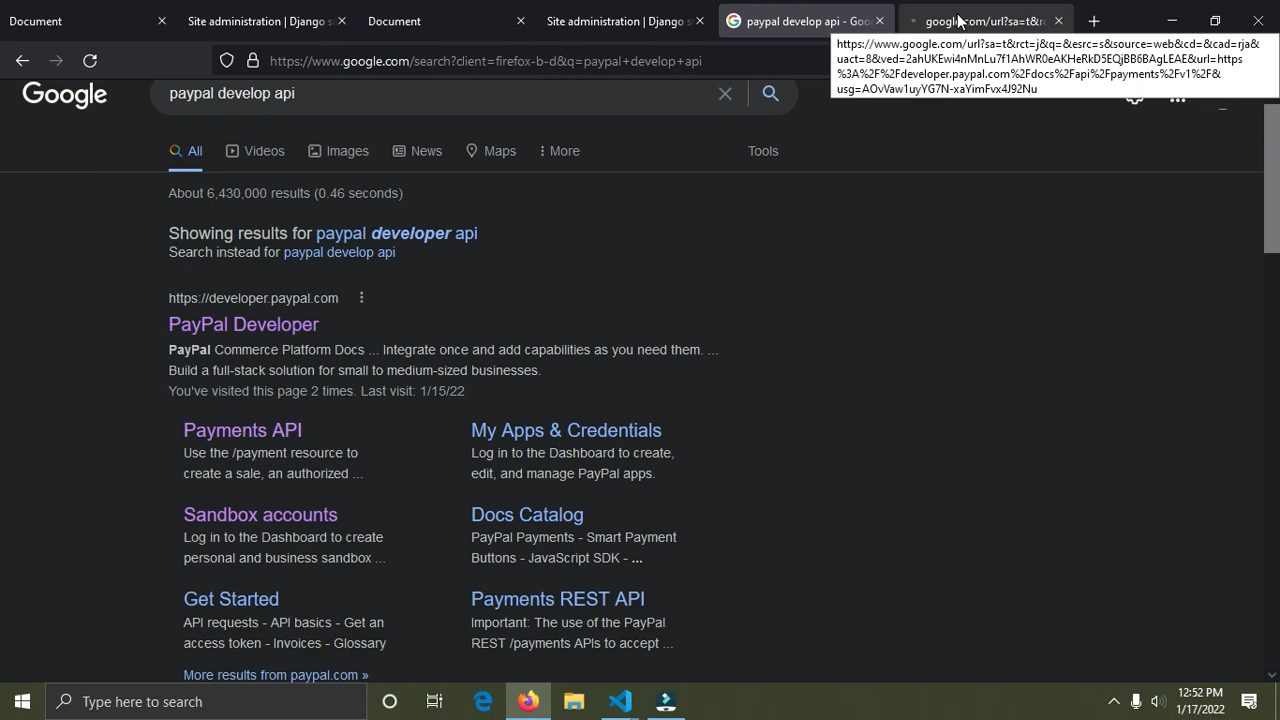 Document
Site administration | Django si
Document
Site administration | Django si
paypal develop api - Goo
google.com/url?sa=t&rc
https://www.google.com/search?client=firefox-b-d&q=paypal+develop+api
https://www.google.com/url?sa=t&rct=j&q=&esrc=s&source=web&cd=&cad=rja&
uact=8&ved=2ahUKEwi4nMnLu7f1AhWR0eAKHeRkD5EQjBB6BAgLEAE&url=https
%3A%2F%2Fdeveloper.paypal.com%2Fdocs%2Fapi%2Fpayments%2Fv1%2F&
usg=AOvVaw1uyYG7N-xaYimFvx4J92Nu
Google
paypal develop api
All
Videos
Images
News
Maps
More
Tools
About 6,430,000 results (0.46 seconds)
Showing results for paypal developer api
Search instead for paypal develop api
https://developer.paypal.com
PayPal Developer
PayPal Commerce Platform Docs ... Integrate once and add capabilities as you need them. ...
Build a full-stack solution for small to medium-sized businesses.
You've visited this page 2 times. Last visit: 1/15/22
Payments API
Use the /payment resource to
create a sale, an authorized ...
My Apps & Credentials
Log in to the Dashboard to create,
edit, and manage PayPal apps.
Sandbox accounts
Log in to the Dashboard to create
personal and business sandbox ...
Docs Catalog
PayPal Payments - Smart Payment
Buttons - JavaScript SDK - ...
Get Started
API requests - API basics - Get an
access token - Invoices - Glossary
Payments REST API
Important: The use of the PayPal
REST /payments APIs to accept ...
More results from paypal.com »
Type here to search
12:52 PM
1/17/2022